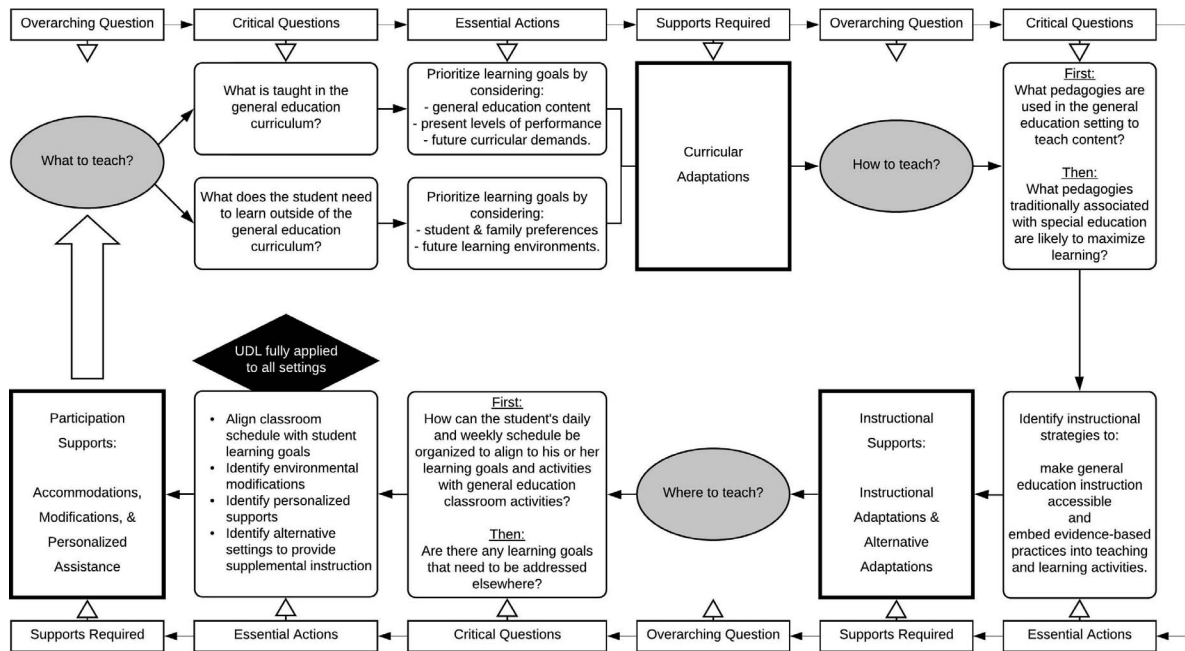 Overarching Question
Critical Questions
Essential Actions
Supports Required
Overarching Question
Critical Questions
What to teach?
What is taught in the
general education
curriculum?
What does the student need
to learn outside of the
general education
curriculum?
Prioritize learning goals by
considering:
- general education content
- present levels of performance
- future curricular demands.
Prioritize learning goals by
considering:
- student & family preferences
- future learning environments.
Curricular
Adaptations
How to teach?
First:
What pedagogies are
used in the general
education setting to
teach content?
Then:
What pedagogies
traditionally associated
with special education
are likely to maximize
learning?
Identify instructional
strategies to:
make general
education instruction
accessible
and
embed evidence-based
practices into teaching
and learning activities.
Instructional
Supports:
Instructional
Adaptations &
Alternative
Adaptations
Where to teach?
First:
How can the student's daily
and weekly schedule be
organized to align to his or her
learning goals and activities
with general education
classroom activities?
Then:
Are there any learning goals
that need to be addressed
elsewhere?
UDL fully applied
to all settings
• Align classroom
schedule with student
learning goals
• Identify environmental
modifications
• Identify personalized
supports
• Identify alternative
settings to provide
supplemental instruction
Participation
Supports:
Accommodations,
Modifications, &
Personalized
Assistance
Supports Required
Essential Actions
Critical Questions
Overarching Question
Supports Required
Essential Actions